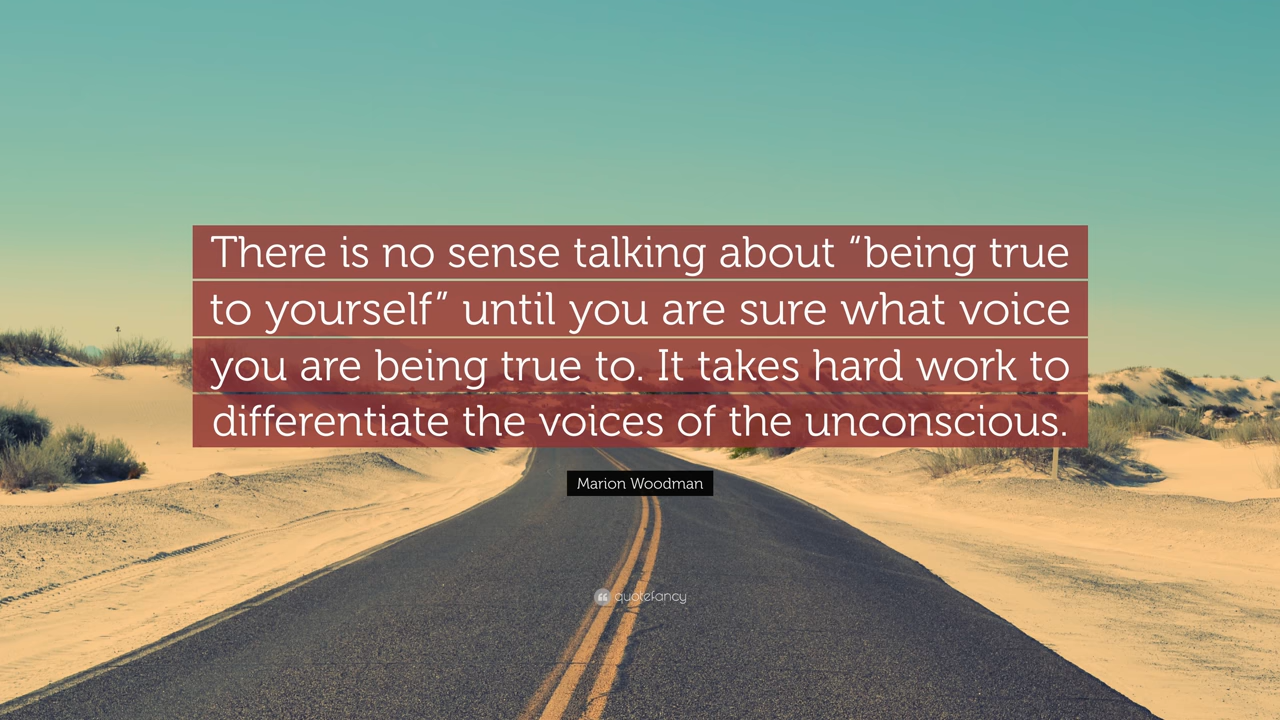 There is no sense talking about “being true
to yourself” until you are sure what voice
you are being true to. It takes hard work to
differentiate the voices of the unconscious.
Marion Woodman
quotefancy